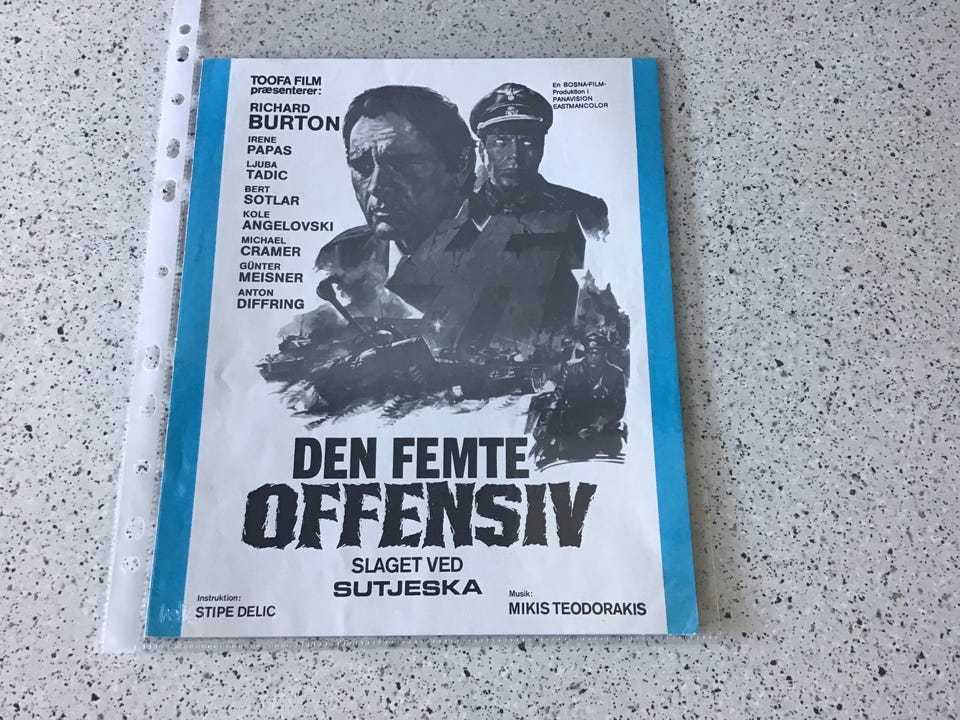 TOOFA FILM
præsenterer:
RICHARD
BURTON
IRENE
PAPAS
LJUBA
TADIC
BERT
SOTLAR
KOLE
ANGELOVSKI
MICHAEL
CRAMER
GÜNTER
MEISNER
ANTON
DIFFRING
En BOSNA-FILM-
Produktion i
PANAVISION
EASTMANCOLOR
DEN FEMTE
OFFENSIV
SLAGET VED
SUTJESKA
Instruktion:
STIPE DELIC
Musik:
MIKIS TEODORAKIS